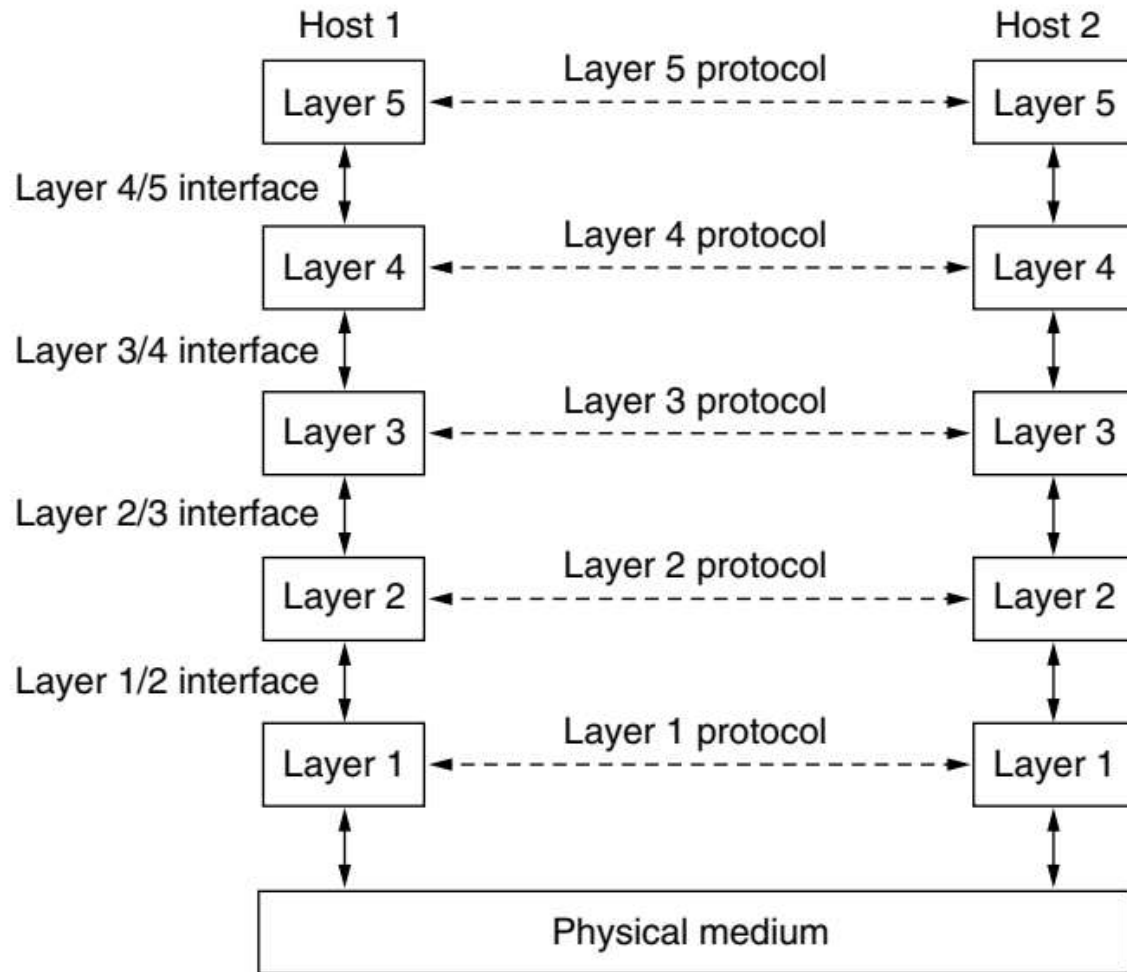 Host 1
Host 2
Layer 5 protocol
Layer 5
Layer 5
Layer 4/5 interface
Layer 4 protocol
Layer 4
Layer 4
Layer 3/4 interface
Layer 3 protocol
Layer 3
Layer 3
Layer 2/3 interface
Layer 2 protocol
Layer 2
Layer 2
Layer 1/2 interface
Layer 1 protocol
Layer 1
Layer 1
Physical medium